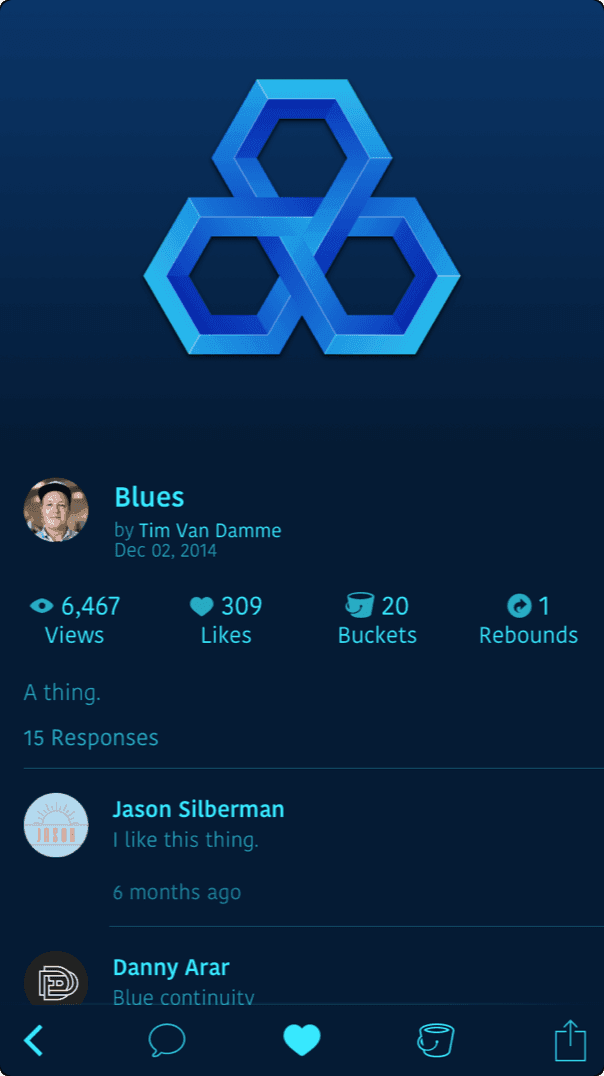 Blues
by Tim Van Damme
Dec 02, 2014
6,467 309 20 1
Views Likes Buckets Rebounds
A thing.
15 Responses
JASON
Jason Silberman
I like this thing.
6 months ago
Danny Arar
Blue continuity